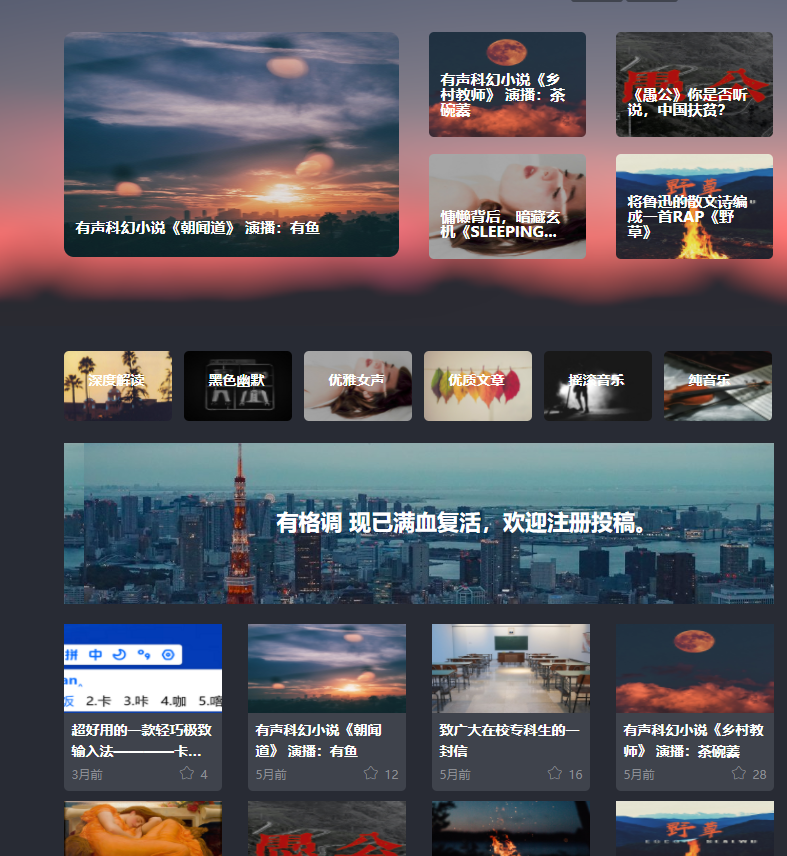 有声科幻小说《朝闻道》 演播：有鱼
有声科幻小说《乡
村教师》 演播：茶
碗蒸
愚公
《愚公》你是否听
说，中国扶贫？
慵懒背后，暗藏玄
机《SLEEPING...
野草
将鲁迅的散文诗编
成一首RAP《野
草》
深度解读
黑色幽默
优雅女声
优质文章
摇滚音乐
纯音乐
有格调 现已满血复活，欢迎注册投稿。
拼 中
an、
饭 2.卡 3.咔 4.咖 5.喀
超好用的一款轻巧极致
输入法————卡...
3月前 4
有声科幻小说《朝闻
道》 演播：有鱼
5月前 12
致广大在校专科生的一
封信
5月前 16
有声科幻小说《乡村教
师》 演播：茶碗蒸
5月前 28
愚公
野草